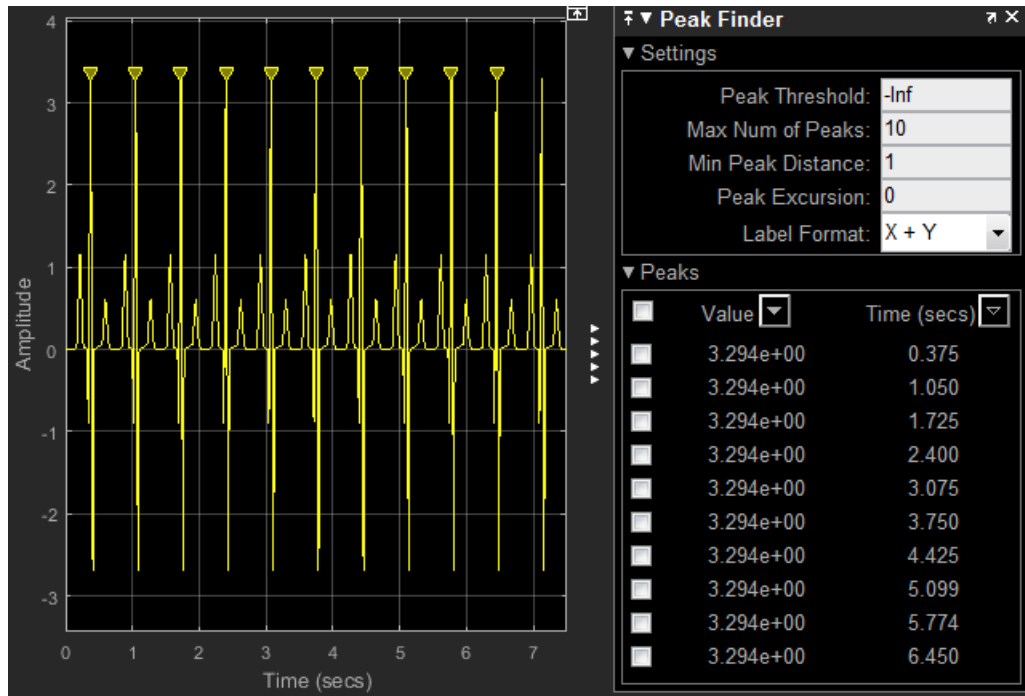 4
3
2
1
0
-1
-2
-3
Amplitude
0 1 2 3 4 5 6 7
Time (secs)
Peak Finder
Settings
Peak Threshold: -Inf
Max Num of Peaks: 10
Min Peak Distance: 1
Peak Excursion: 0
Label Format: X + Y
Peaks
Value Time (secs)
3.294e+00 0.375
3.294e+00 1.050
3.294e+00 1.725
3.294e+00 2.400
3.294e+00 3.075
3.294e+00 3.750
3.294e+00 4.425
3.294e+00 5.099
3.294e+00 5.774
3.294e+00 6.450